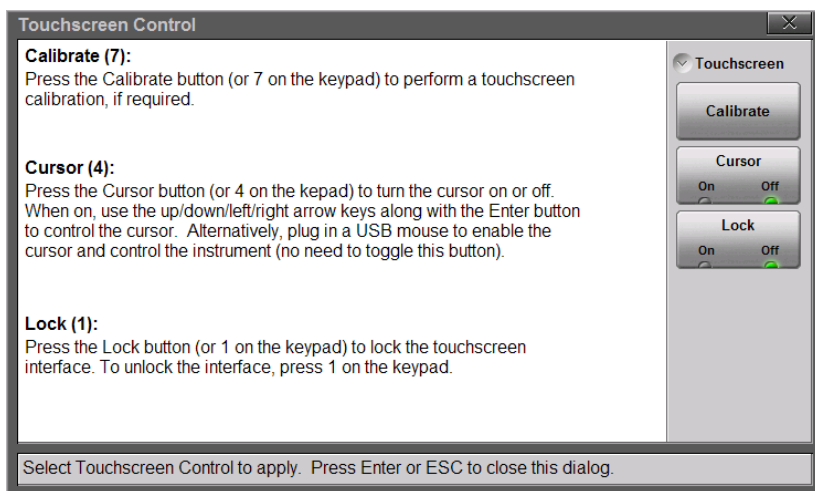 Touchscreen Control
Calibrate (7):
Press the Calibrate button (or 7 on the keypad) to perform a touchscreen
calibration, if required.
Cursor (4):
Press the Cursor button (or 4 on the kepad) to turn the cursor on or off.
When on, use the up/down/left/right arrow keys along with the Enter button
to control the cursor.  Alternatively, plug in a USB mouse to enable the
cursor and control the instrument (no need to toggle this button).
Lock (1):
Press the Lock button (or 1 on the keypad) to lock the touchscreen
interface. To unlock the interface, press 1 on the keypad.
Touchscreen
Calibrate
Cursor
On Off
Lock
On Off
Select Touchscreen Control to apply.  Press Enter or ESC to close this dialog.